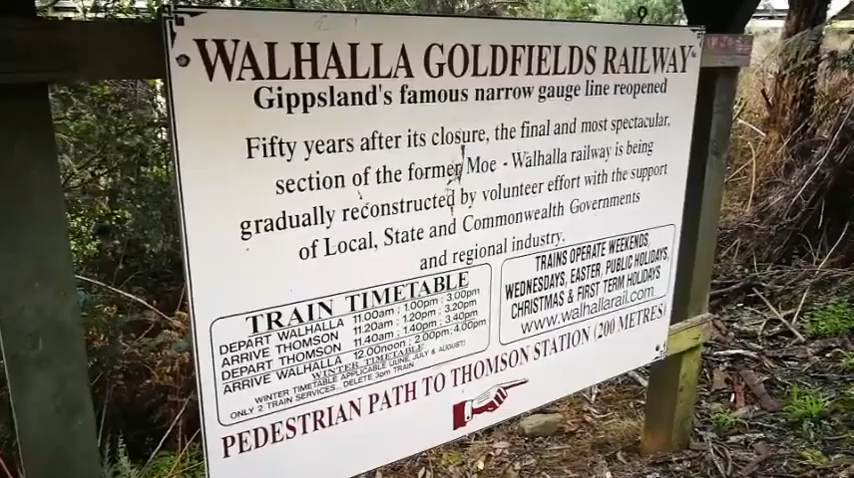 WALHALLA GOLDFIELDS RAILWAY
Gippsland's famous narrow gauge line reopened
Fifty years after its closure, the final and most spectacular,
section of the former Moe - Walhalla railway is being
gradually reconstructed by volunteer effort with the support
of Local, State and Commonwealth Governments
and regional industry.
TRAIN TIMETABLE
DEPART WALHALLA 11.00am : 1.00pm : 3.00pm
ARRIVE THOMSON 11.20am : 1.20pm : 3.20pm
DEPART THOMSON 11.40am : 1.40pm : 3.40pm
ARRIVE WALHALLA 12.00noon : 2.00pm : 4.00pm
WINTER TIMETABLE
WINTER TIMETABLE APPLICABLE (JUNE, JULY & AUGUST)
ONLY 2 TRAIN SERVICES... DELETE 3pm TRAIN
TRAINS OPERATE WEEKENDS,
WEDNESDAYS, EASTER, PUBLIC HOLIDAYS,
CHRISTMAS & FIRST TERM HOLIDAYS
www.walhallarail.com
PEDESTRIAN PATH TO THOMSON STATION (200 METRES)